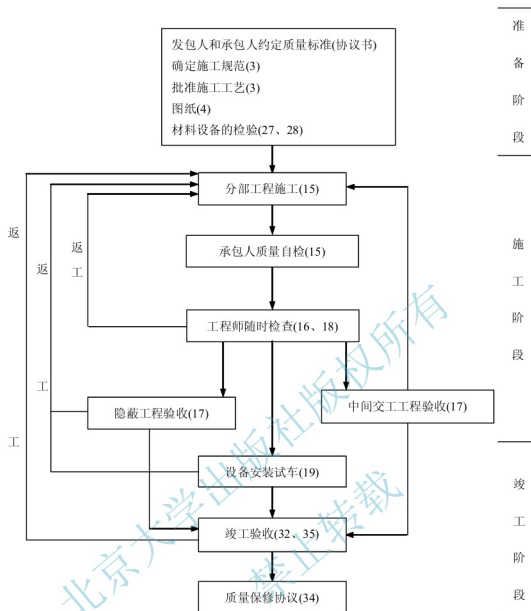 发包人和承包人约定质量标准(协议书)
确定施工规范(3)
批准施工工艺(3)
图纸(4)
材料设备的检验(27、28)
准备阶段
分部工程施工(15)
返工
返工
返工
承包人质量自检(15)
施工阶段
工程师随时检查(16、18)
隐蔽工程验收(17)
中间交工工程验收(17)
设备安装试车(19)
竣工验收(32、35)
竣工阶段
质量保修协议(34)
北京大学出版社版权所有
禁止转载